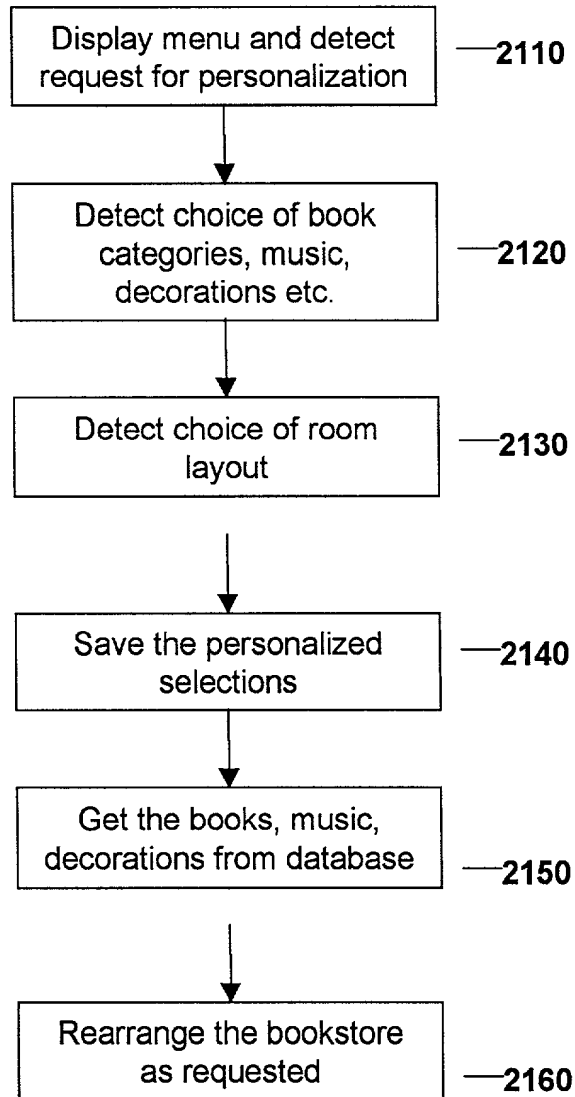 Display menu and detect
request for personalization
2110
Detect choice of book
categories, music,
decorations etc.
2120
Detect choice of room
layout
2130
Save the personalized
selections
2140
Get the books, music,
decorations from database
2150
Rearrange the bookstore
as requested
2160